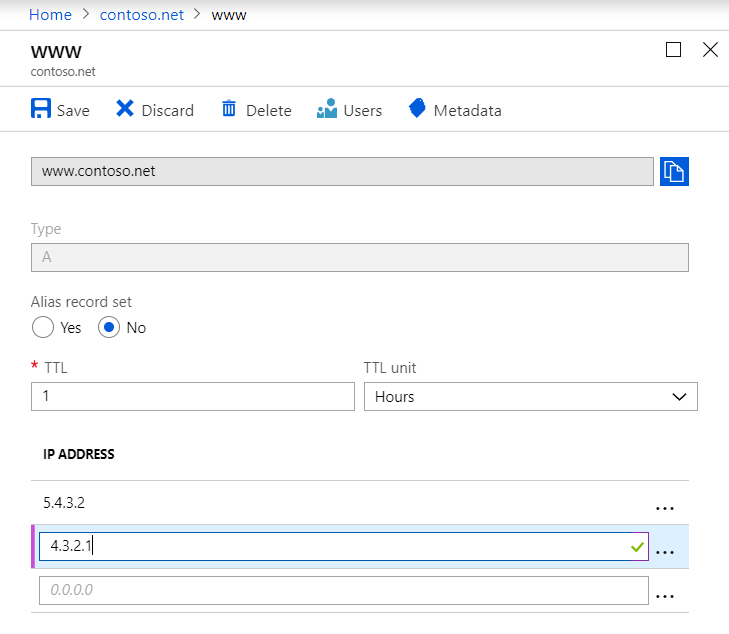 Home > contoso.net > www
www
contoso.net
Save Discard Delete Users Metadata
www.contoso.net
Type
A
Alias record set
Yes No
* TTL TTL unit
1 Hours
IP ADDRESS
5.4.3.2 ...
4.3.2.1 ...
0.0.0.0 ...